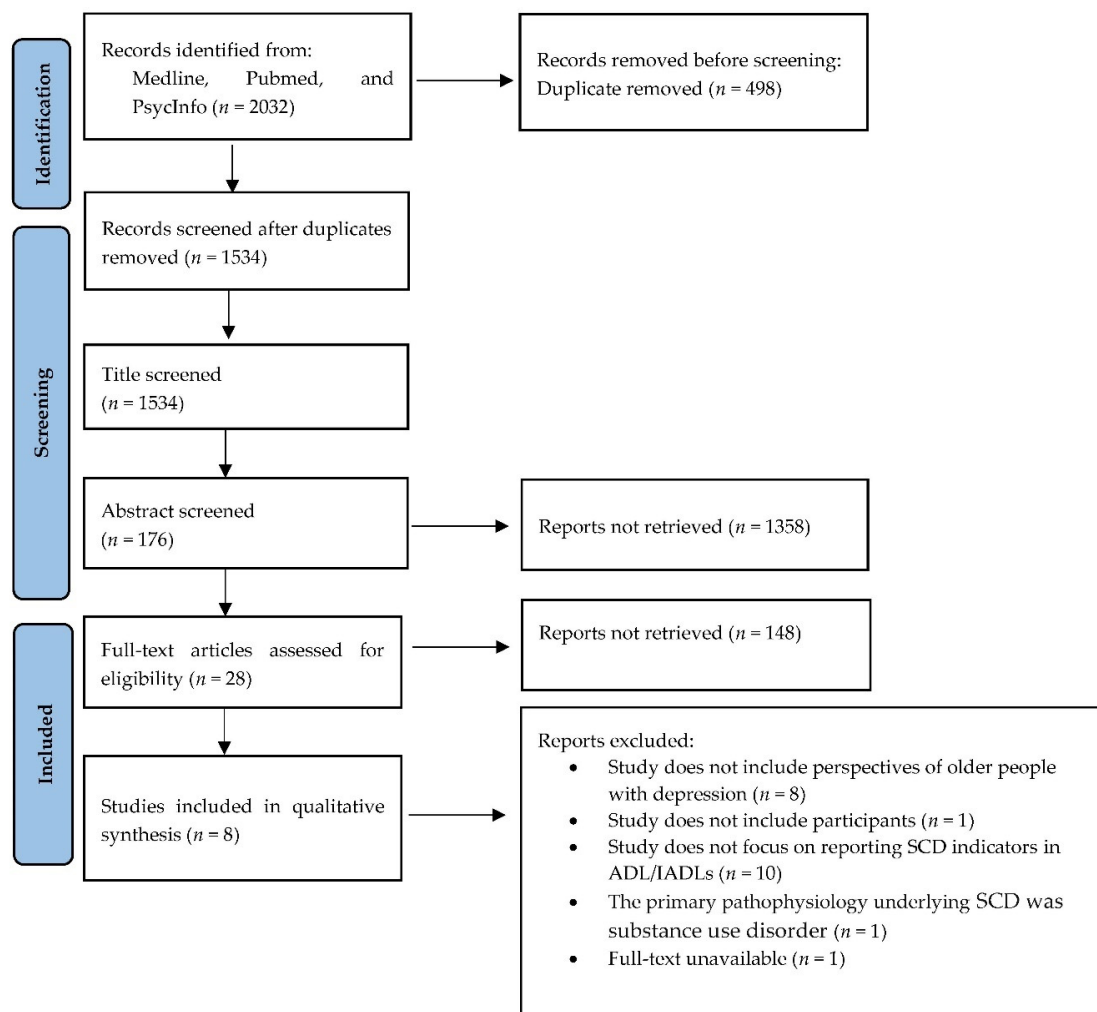 Identification
Records identified from:
Medline, Pubmed, and
PsycInfo (n = 2032)
Records removed before screening:
Duplicate removed (n = 498)
Screening
Records screened after duplicates
removed (n = 1534)
Title screened
(n = 1534)
Abstract screened
(n = 176)
Reports not retrieved (n = 1358)
Included
Full-text articles assessed for
eligibility (n = 28)
Reports not retrieved (n = 148)
Studies included in qualitative
synthesis (n = 8)
Reports excluded:
• Study does not include perspectives of older people
with depression (n = 8)
• Study does not include participants (n = 1)
• Study does not focus on reporting SCD indicators in
ADL/IADLs (n = 10)
• The primary pathophysiology underlying SCD was
substance use disorder (n = 1)
• Full-text unavailable (n = 1)